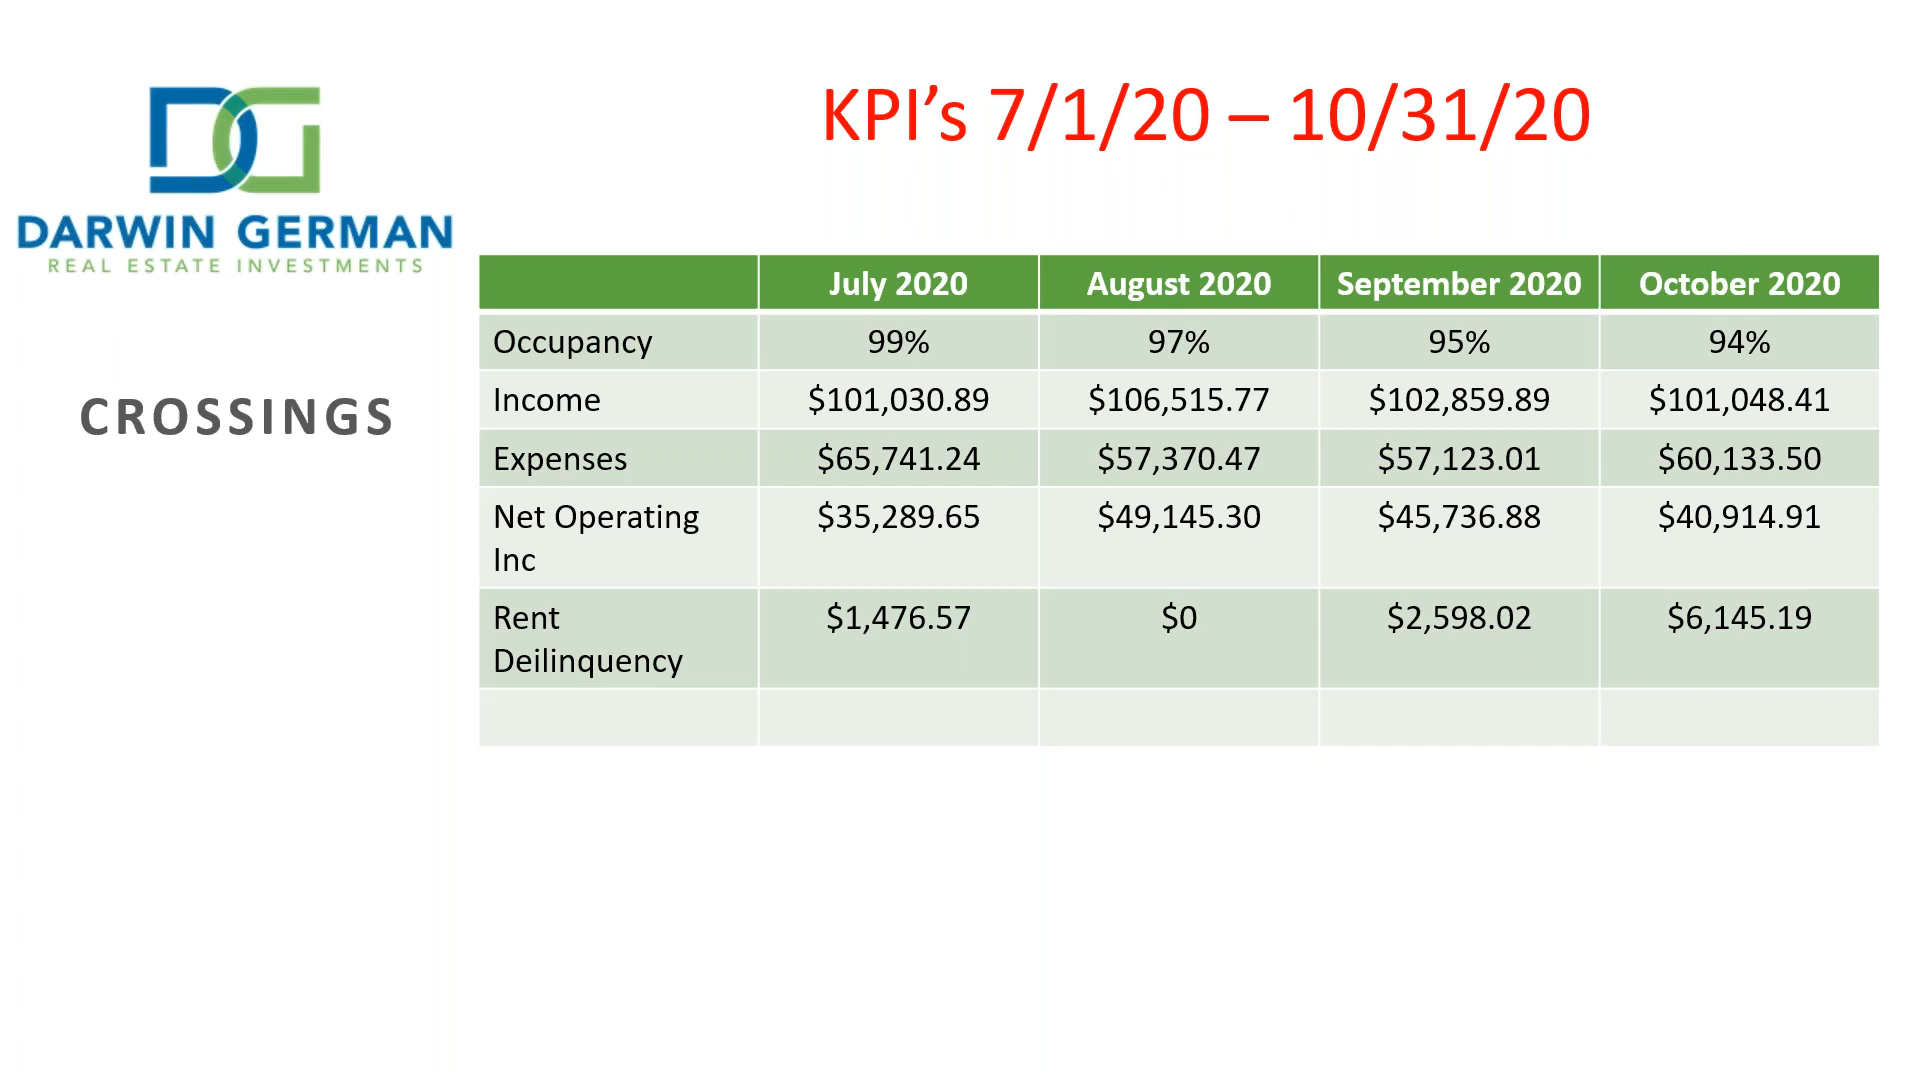 DG
DARWIN GERMAN
REAL ESTATE INVESTMENTS
CROSSINGS
KPI’s 7/1/20 – 10/31/20
July 2020 August 2020 September 2020 October 2020
Occupancy 99% 97% 95% 94%
Income $101,030.89 $106,515.77 $102,859.89 $101,048.41
Expenses $65,741.24 $57,370.47 $57,123.01 $60,133.50
Net Operating $35,289.65 $49,145.30 $45,736.88 $40,914.91
Inc
Rent $1,476.57 $0 $2,598.02 $6,145.19
Deilinquency